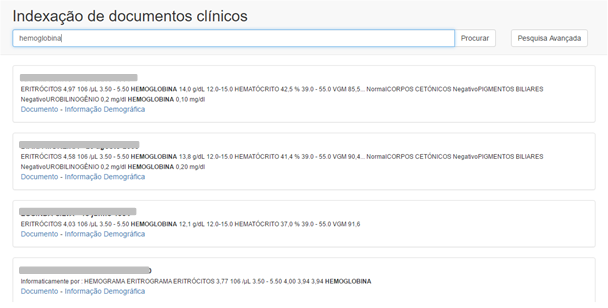 Indexação de documentos clínicos
hemoglobina
Procurar
Pesquisa Avançada
ERITRÓCITOS 4,97 106 /µL 3.50 - 5.50 HEMOGLOBINA 14,0 g/dL 12.0-15.0 HEMATÓCRITO 42,5 % 39.0 - 55.0 VGM 85,5... NormalCORPOS CETÓNICOS NegativoPIGMENTOS BILIARES
NegativoUROBILINOGÉNIO 0,2 mg/dl HEMOGLOBINA 0,10 mg/dl
Documento - Informação Demográfica
ERITRÓCITOS 4,58 106 /µL 3.50 - 5.50 HEMOGLOBINA 13,8 g/dL 12.0-15.0 HEMATÓCRITO 41,4 % 39.0 - 55.0 VGM 90,4... NormalCORPOS CETÓNICOS NegativoPIGMENTOS BILIARES
NegativoUROBILINOGÉNIO 0,2 mg/dl HEMOGLOBINA 0,20 mg/dl
Documento - Informação Demográfica
ERITRÓCITOS 4,03 106 /µL 3.50 - 5.50 HEMOGLOBINA 12,1 g/dL 12.0-15.0 HEMATÓCRITO 37,0 % 39.0 - 55.0 VGM 91.6
Documento - Informação Demográfica
Informaticamente por : HEMOGRAMA ERITROGRAMA ERITRÓCITOS 3,77 106 /µL 3.50 - 5.50 4,00 3,94 3,94 HEMOGLOBINA
Documento - Informação Demográfica